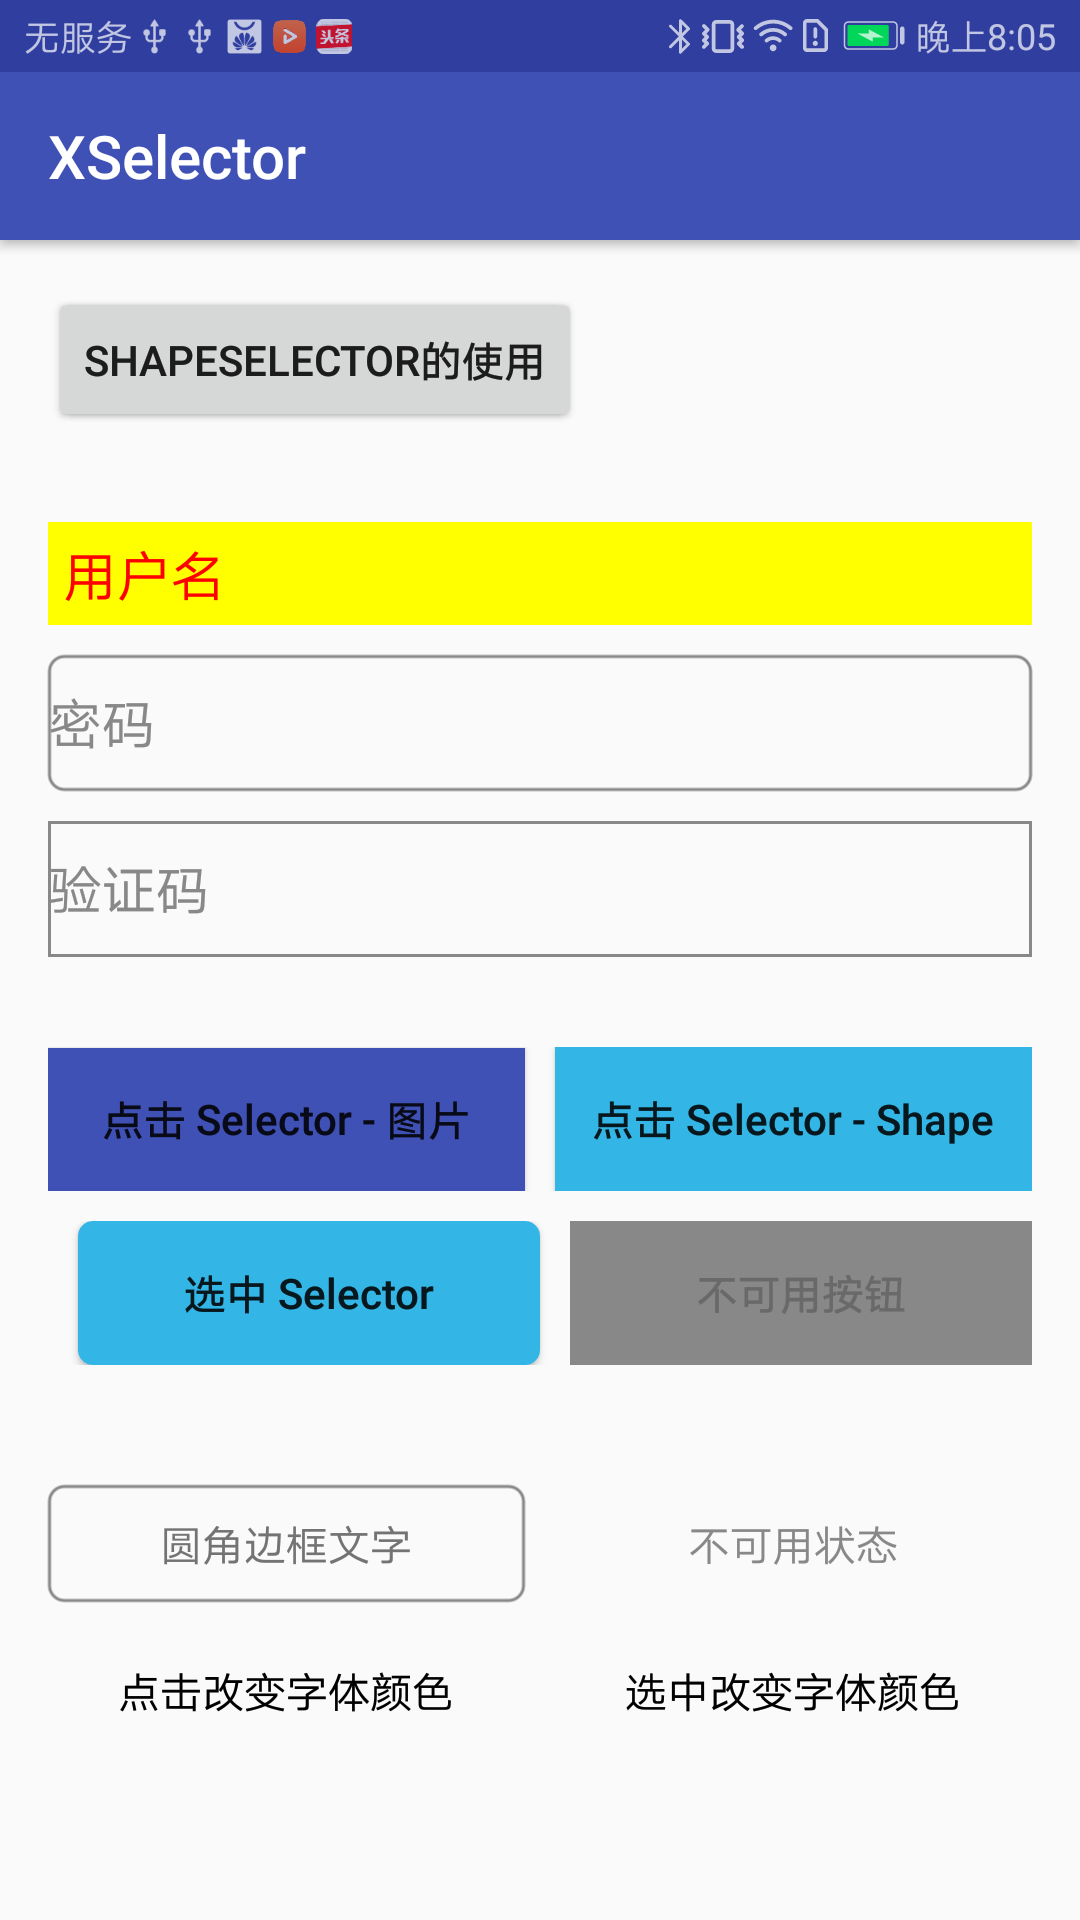 无服务 头条 晚上8:05
XSelector
SHAPESELECTOR的使用
用户名
密码
验证码
点击 Selector - 图片 点击 Selector - Shape
选中 Selector 不可用按钮
圆角边框文字 不可用状态
点击改变字体颜色 选中改变字体颜色